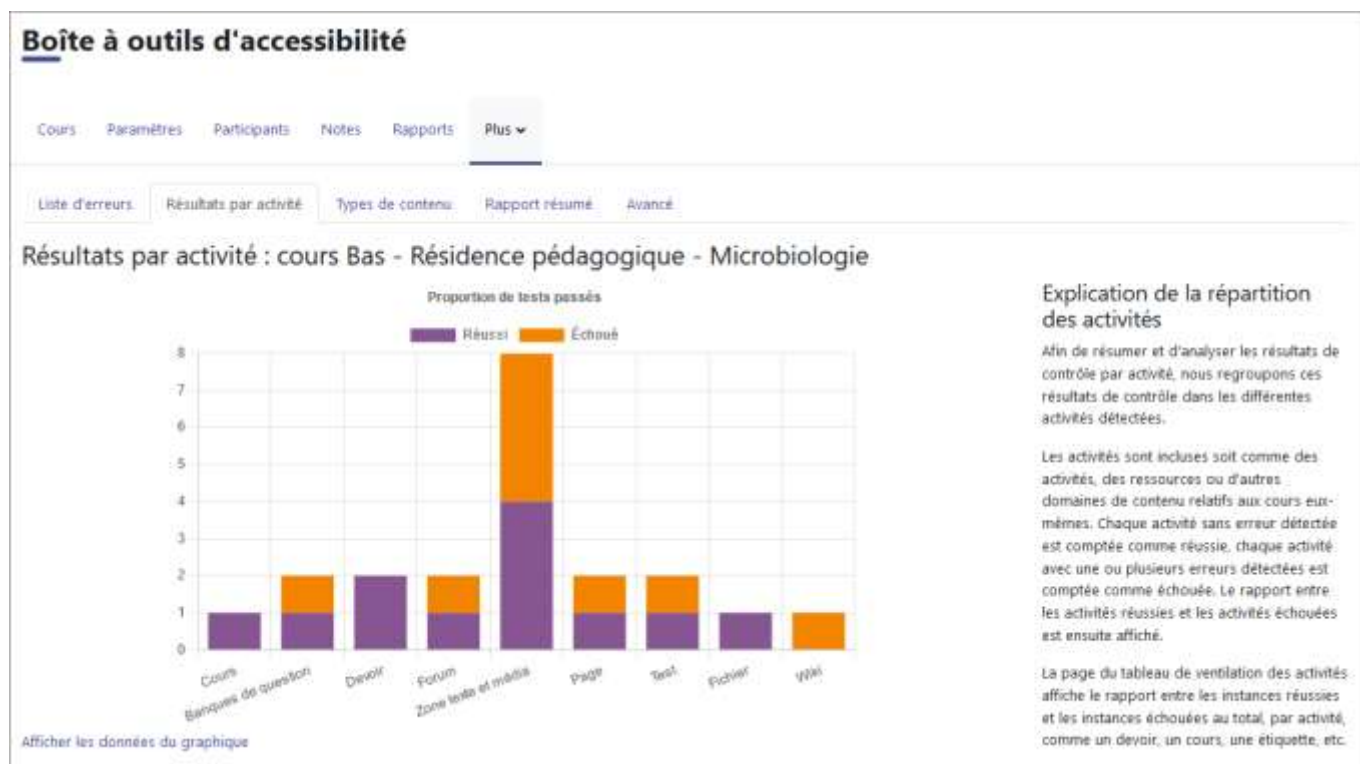 Boîte à outils d'accessibilité
Cours Paramètres Participants Notes Rapports Plus
Liste d'erreurs Résultats par activité Types de contenu Rapport résumé Avancé
Résultats par activité : cours Bas - Résidence pédagogique - Microbiologie
Proportion de tests passés
Réussi Échoué
8
7
6
5
4
3
2
1
0
Cours
Banques de question
Devoir
Forum
Zone texte et média
Page
Test
Fichier
Wiki
Afficher les données du graphique
Explication de la répartition
des activités
Afin de résumer et d'analyser les résultats de
contrôle par activité, nous regroupons ces
résultats de contrôle dans les différentes
activités détectées.
Les activités sont incluses soit comme des
activités, des ressources ou d'autres
domaines de contenu relatifs aux cours eux-
mêmes. Chaque activité sans erreur détectée
est comptée comme réussie, chaque activité
avec une ou plusieurs erreurs détectées est
comptée comme échouée. Le rapport entre
les activités réussies et les activités échouées
est ensuite affiché.
La page du tableau de ventilation des activités
affiche le rapport entre les instances réussies
et les instances échouées au total, par activité,
comme un devoir, un cours, une étiquette, etc.